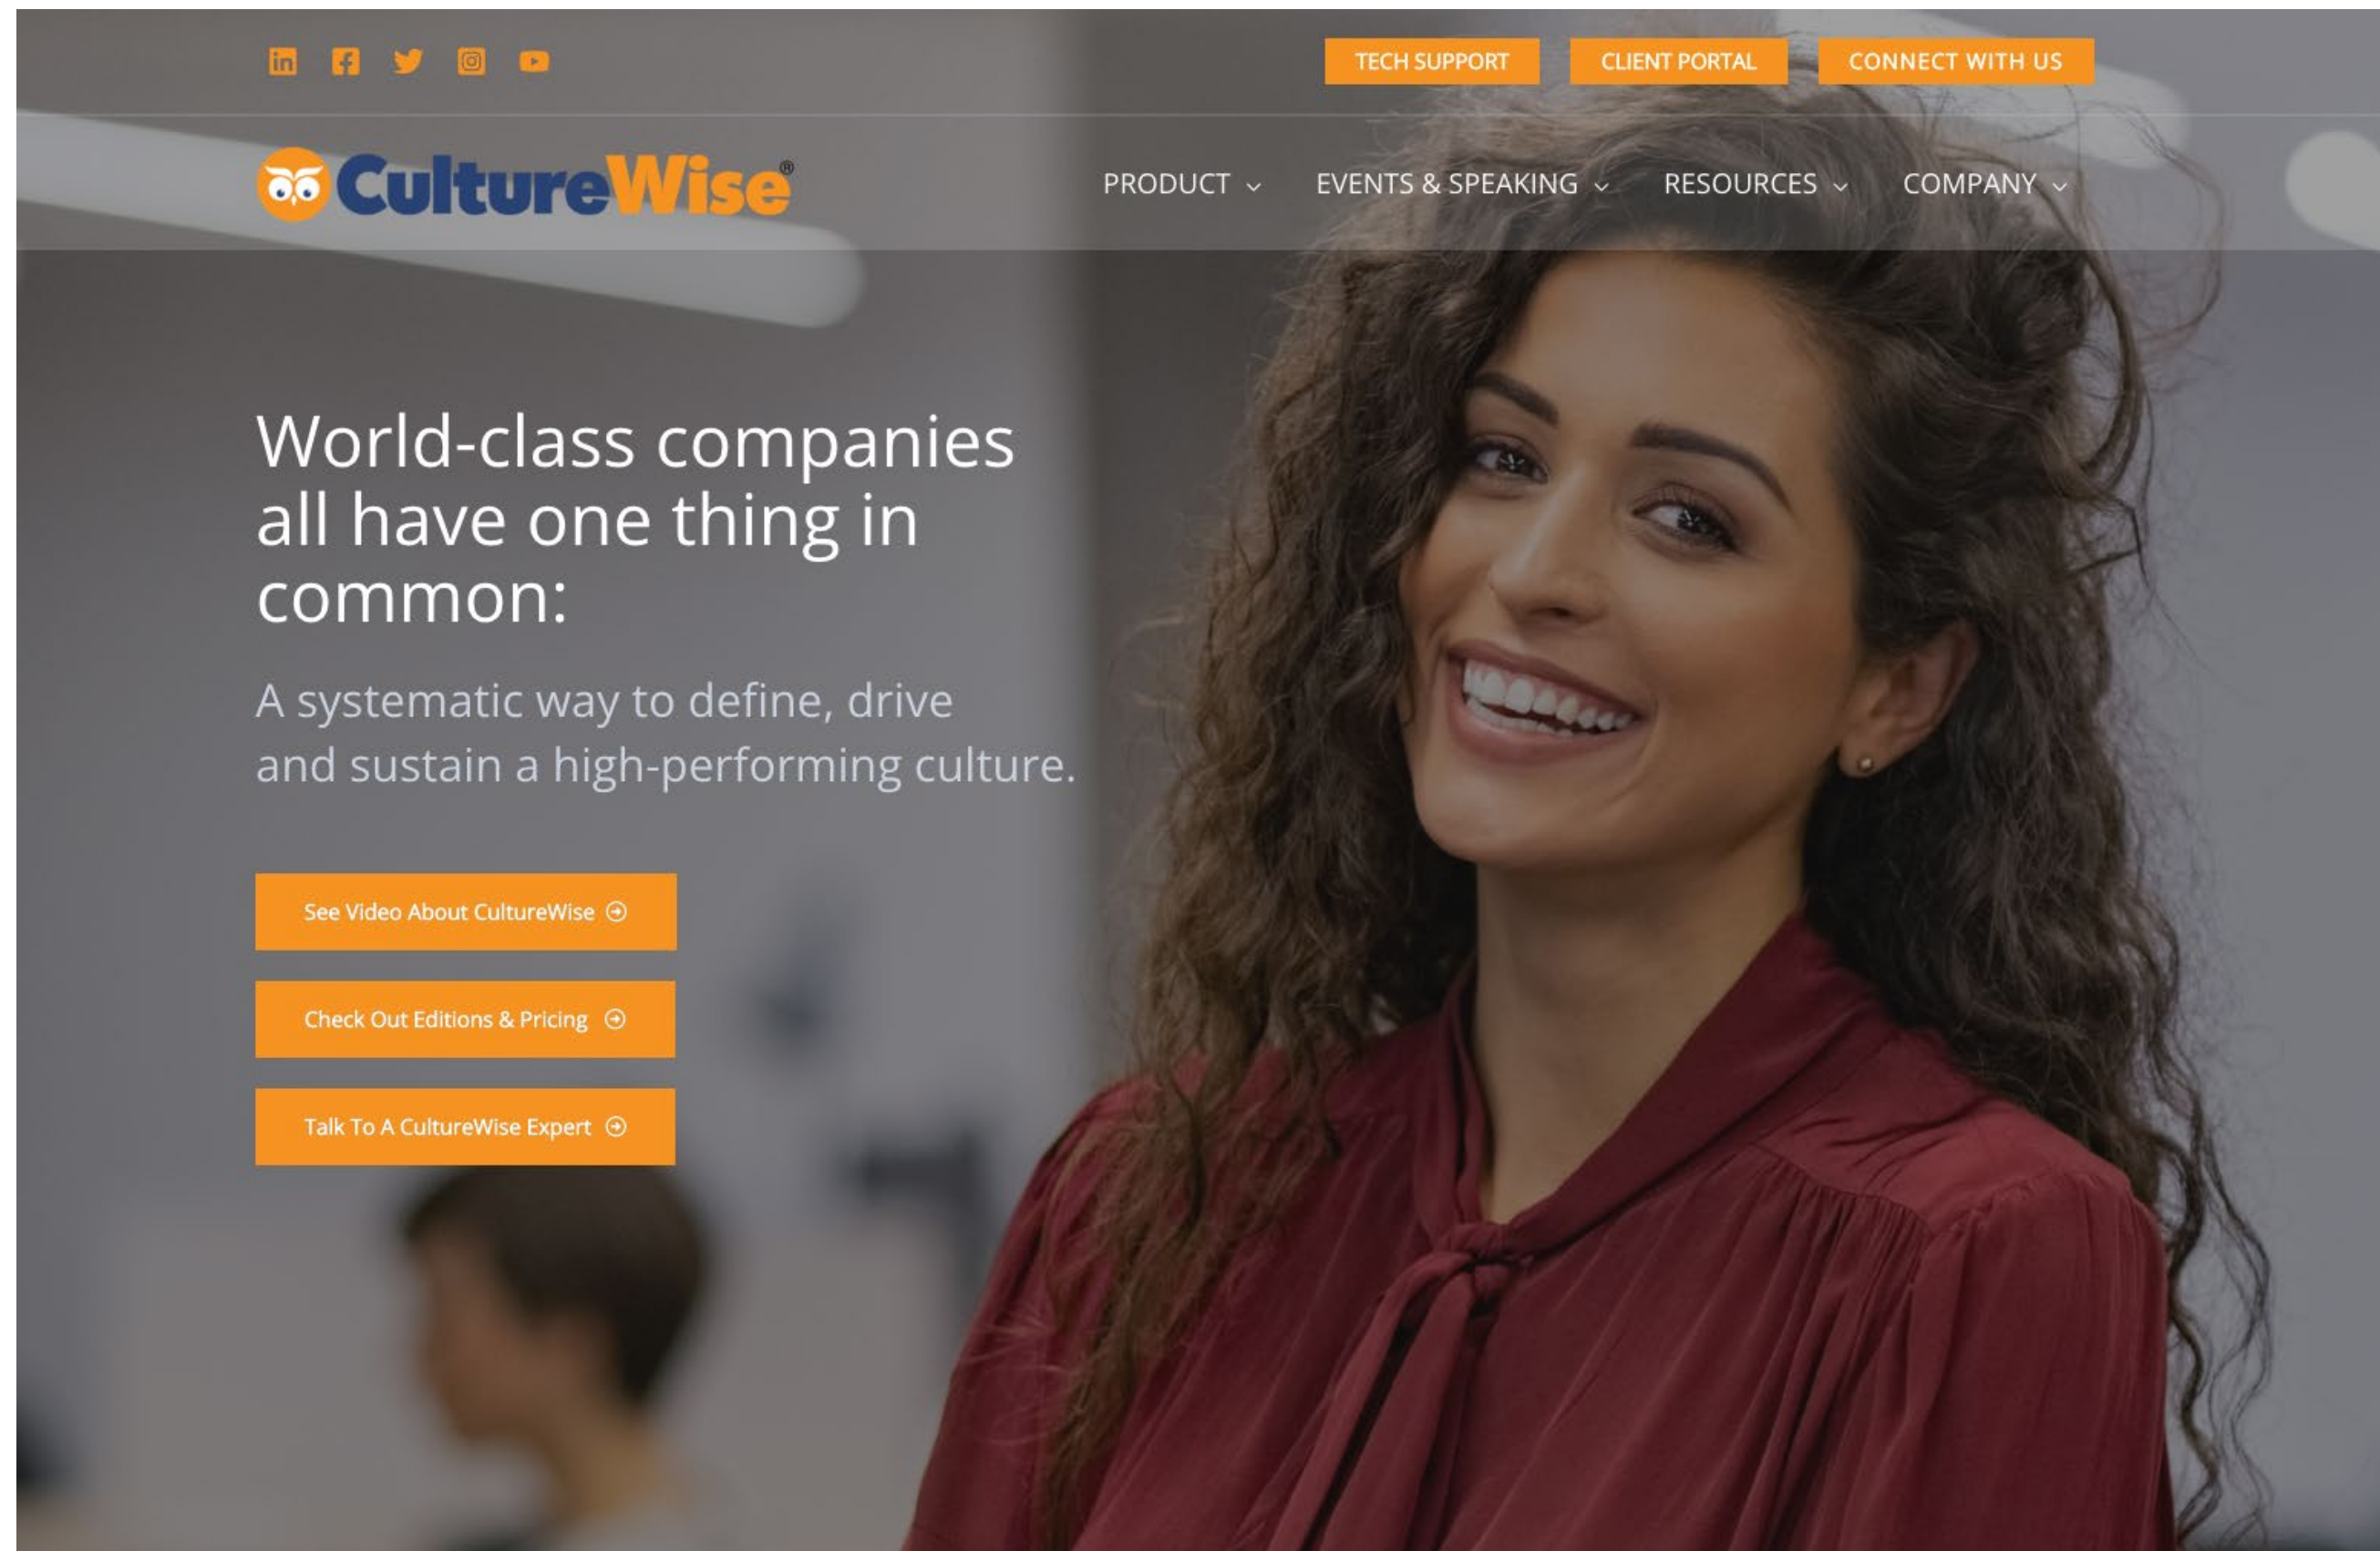 in
TECH SUPPORT
CLIENT PORTAL
CONNECT WITH US
CultureWise®
PRODUCT
EVENTS & SPEAKING
RESOURCES
COMPANY
World-class companies
all have one thing in
common:
A systematic way to define, drive
and sustain a high-performing culture.
See Video About CultureWise
Check Out Editions & Pricing
Talk To A CultureWise Expert